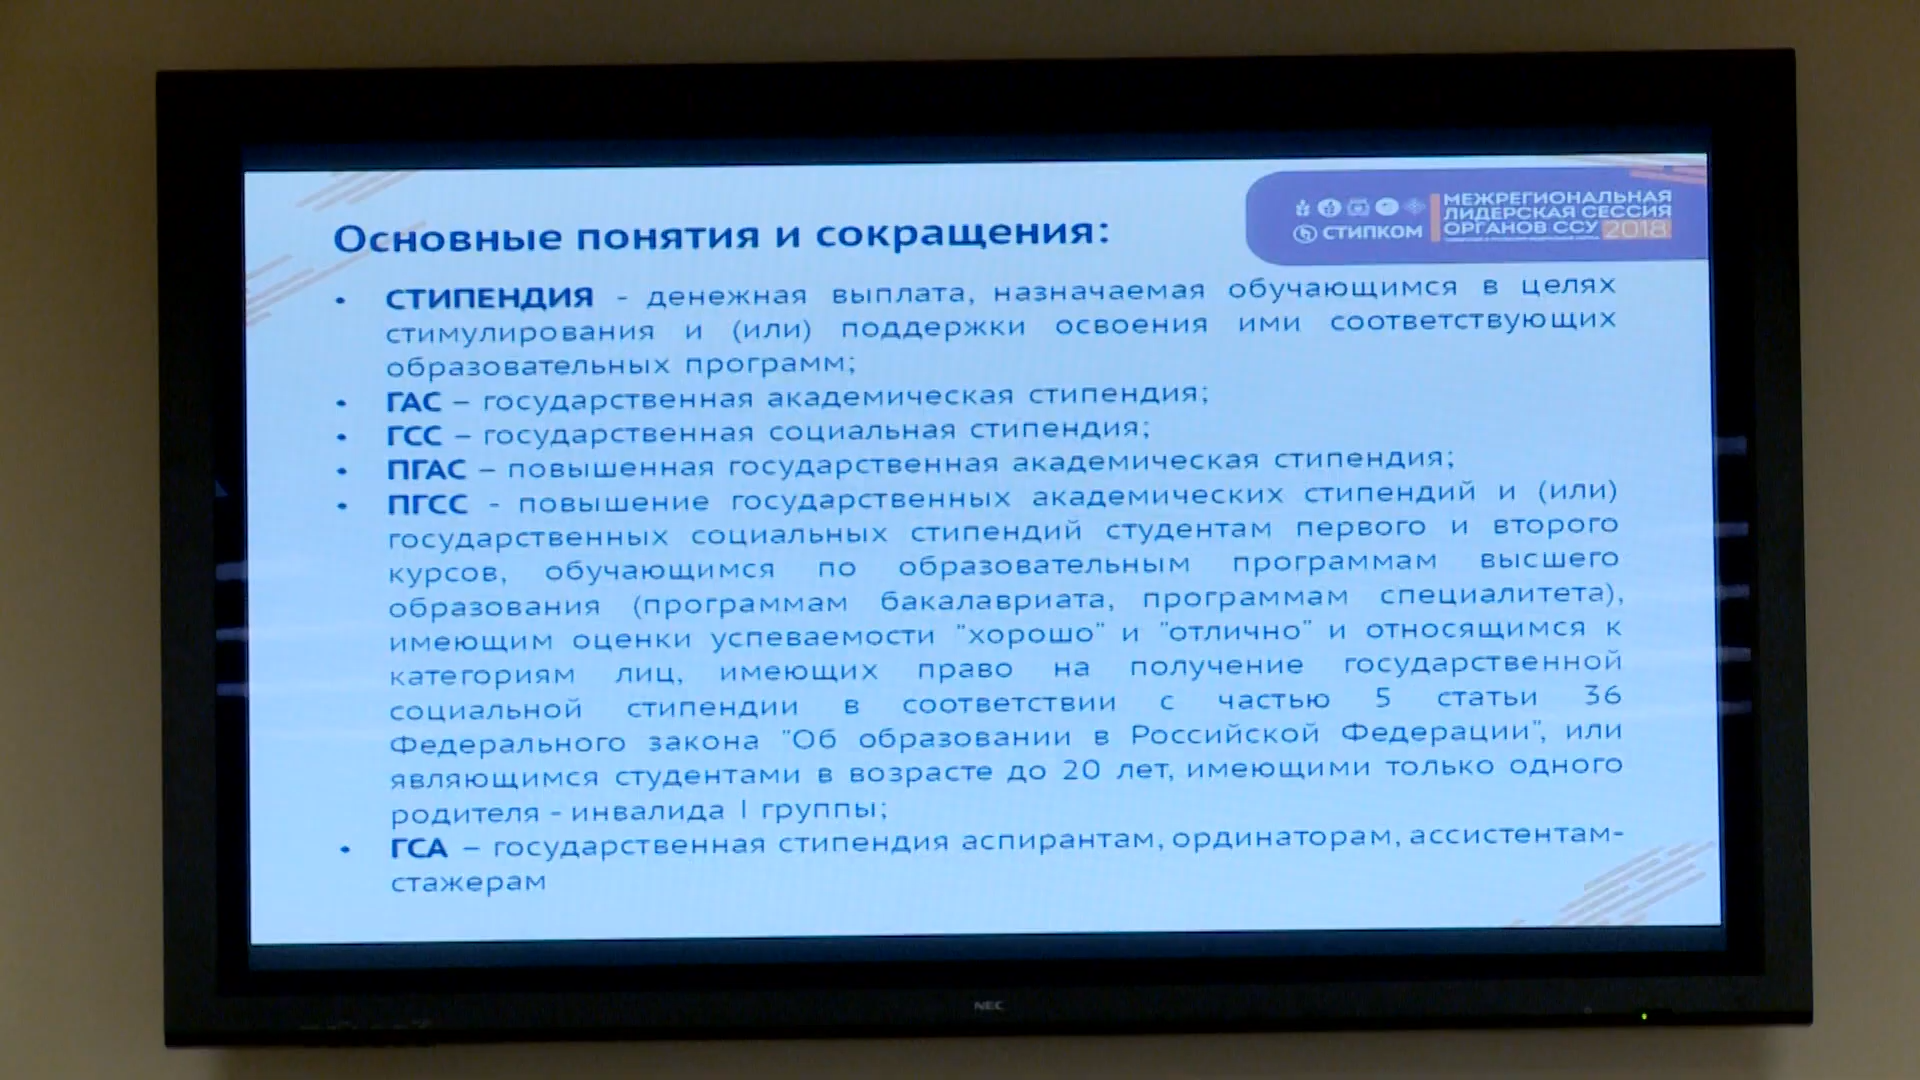 Основные понятия и сокращения:
СТИПКОМ
МЕЖРЕГИОНАЛЬНАЯ
ЛИДЕРСКАЯ СЕССИЯ
ОРГАНОВ ССУ 2018
• СТИПЕНДИЯ - денежная выплата, назначаемая обучающимся в целях
стимулирования и (или) поддержки освоения ими соответствующих
образовательных программ;
• ГАС – государственная академическая стипендия;
• ГСС – государственная социальная стипендия;
• ПГАС – повышенная государственная академическая стипендия;
• ПГСС - повышение государственных академических стипендий и (или)
государственных социальных стипендий студентам первого и второго
курсов, обучающимся по образовательным программам высшего
образования (программам бакалавриата, программам специалитета),
имеющим оценки успеваемости "хорошо" и "отлично" и относящимся к
категориям лиц, имеющих право на получение государственной
социальной стипендии в соответствии с частью 5 статьи 36
Федерального закона "Об образовании в Российской Федерации", или
являющимся студентами в возрасте до 20 лет, имеющими только одного
родителя - инвалида I группы;
• ГСА – государственная стипендия аспирантам, ординаторам, ассистентам-
стажерам
NEC